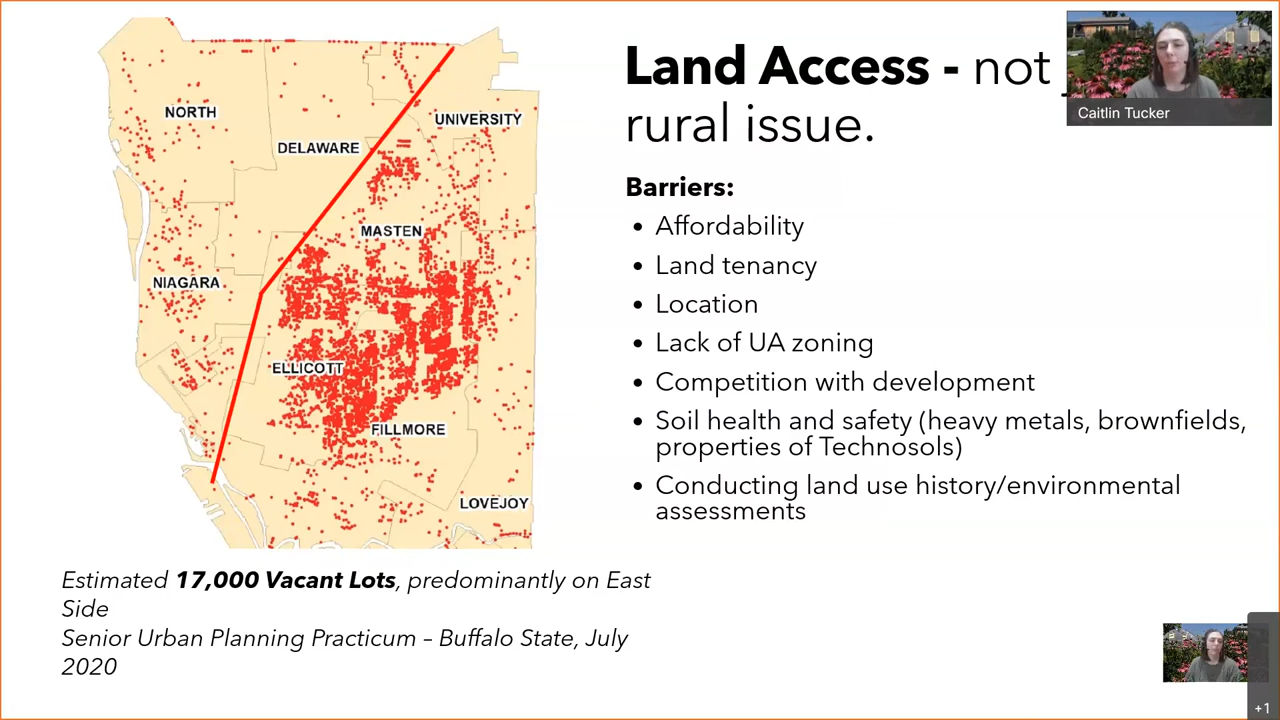 Land Access - not
rural issue.
Caitlin Tucker
NORTH
UNIVERSITY
DELAWARE
MASTEN
NIAGARA
ELLICOTT
FILLMORE
LOVEJOY
Barriers:
• Affordability
• Land tenancy
• Location
• Lack of UA zoning
• Competition with development
• Soil health and safety (heavy metals, brownfields,
properties of Technosols)
• Conducting land use history/environmental
assessments
Estimated 17,000 Vacant Lots, predominantly on East
Side
Senior Urban Planning Practicum – Buffalo State, July
2020
+1